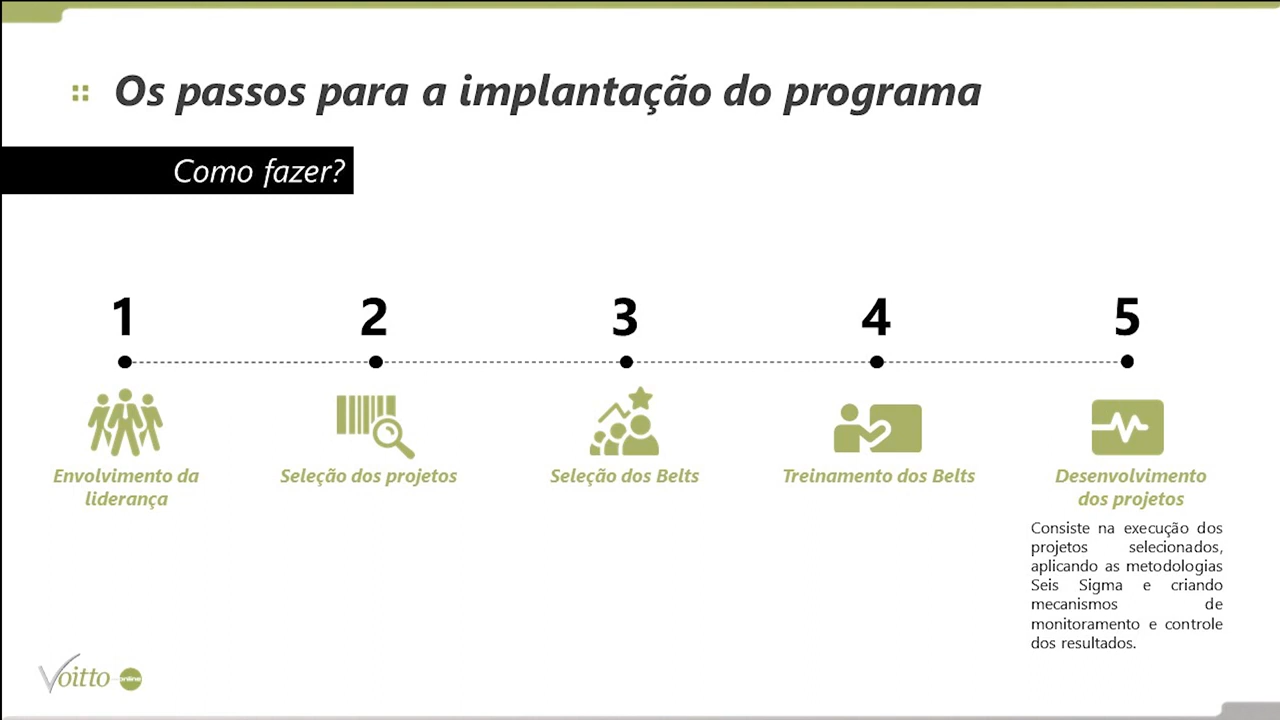 Os passos para a implantação do programa
Como fazer?
1
2
3
4
5
Envolvimento da
liderança
Seleção dos projetos
Seleção dos Belts
Treinamento dos Belts
Desenvolvimento
dos projetos
Consiste na execução dos
projetos selecionados,
aplicando as metodologias
Seis Sigma e criando
mecanismos de
monitoramento e controle
dos resultados.
Voitto online